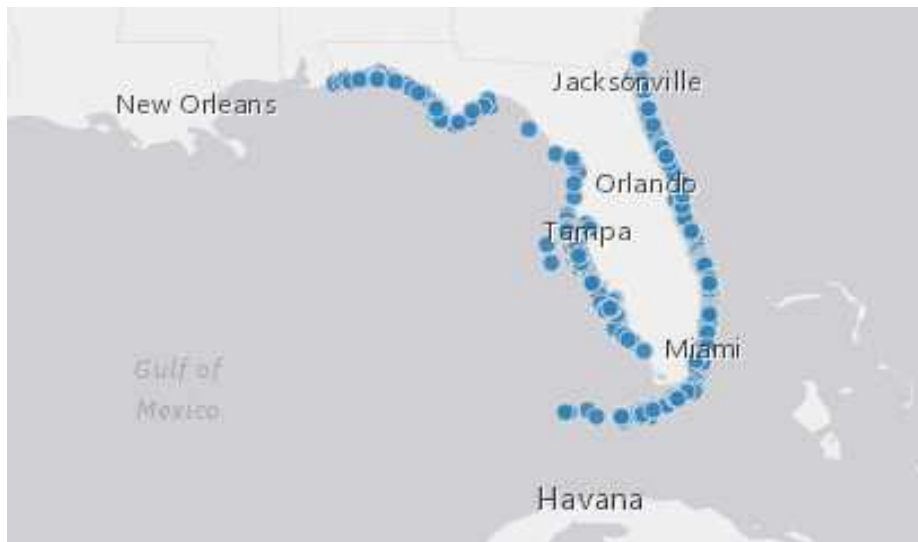 Jacksonville
New Orleans
Orlando
Tampa
Miami
Gulf of
Mexico
Havana